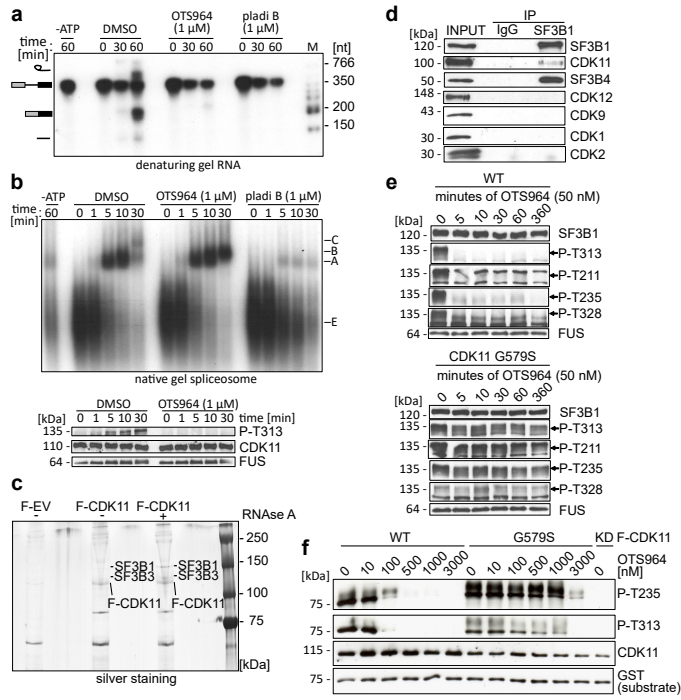 a
-ATP DMSO OTS964 (1 μM) pladi B (1 μM)
time [min] 60 0 30 60 0 30 60 0 30 60 M [nt]
766
350
200
150
denaturing gel RNA
b
-ATP DMSO OTS964 (1 μM) pladi B (1 μM)
time [min] 60 0 1 5 10 30 0 1 5 10 30 0 1 5 10 30
C
B
A
E
native gel spliceosome
DMSO OTS964 (1 μM)
[kDa] 0 1 5 10 30 0 1 5 10 30 time [min]
135 P-T313
110 CDK11
64 FUS
c
F-EV F-CDK11 F-CDK11
- - + RNAse A
250
150
-SF3B1 -SF3B1
-SF3B3 -SF3B3
100
F-CDK11 F-CDK11
75
[kDa]
silver staining
d
IP
[kDa] INPUT IgG SF3B1
120 SF3B1
100 CDK11
50 SF3B4
148 CDK12
43 CDK9
30 CDK1
30 CDK2
e
WT
minutes of OTS964 (50 nM)
[kDa] 0 5 10 30 60 360
120 SF3B1
135 P-T313
135 P-T211
135 P-T235
135 P-T328
64 FUS
CDK11 G579S
minutes of OTS964 (50 nM)
[kDa] 0 5 10 30 60 360
120 SF3B1
135 P-T313
135 P-T211
135 P-T235
135 P-T328
64 FUS
f
WT G579S KD F-CDK11
[kDa] 0 10 100 500 1000 3000 0 10 100 500 1000 3000 0 OTS964 [nM]
75 P-T235
75 P-T313
115 CDK11
75 GST (substrate)